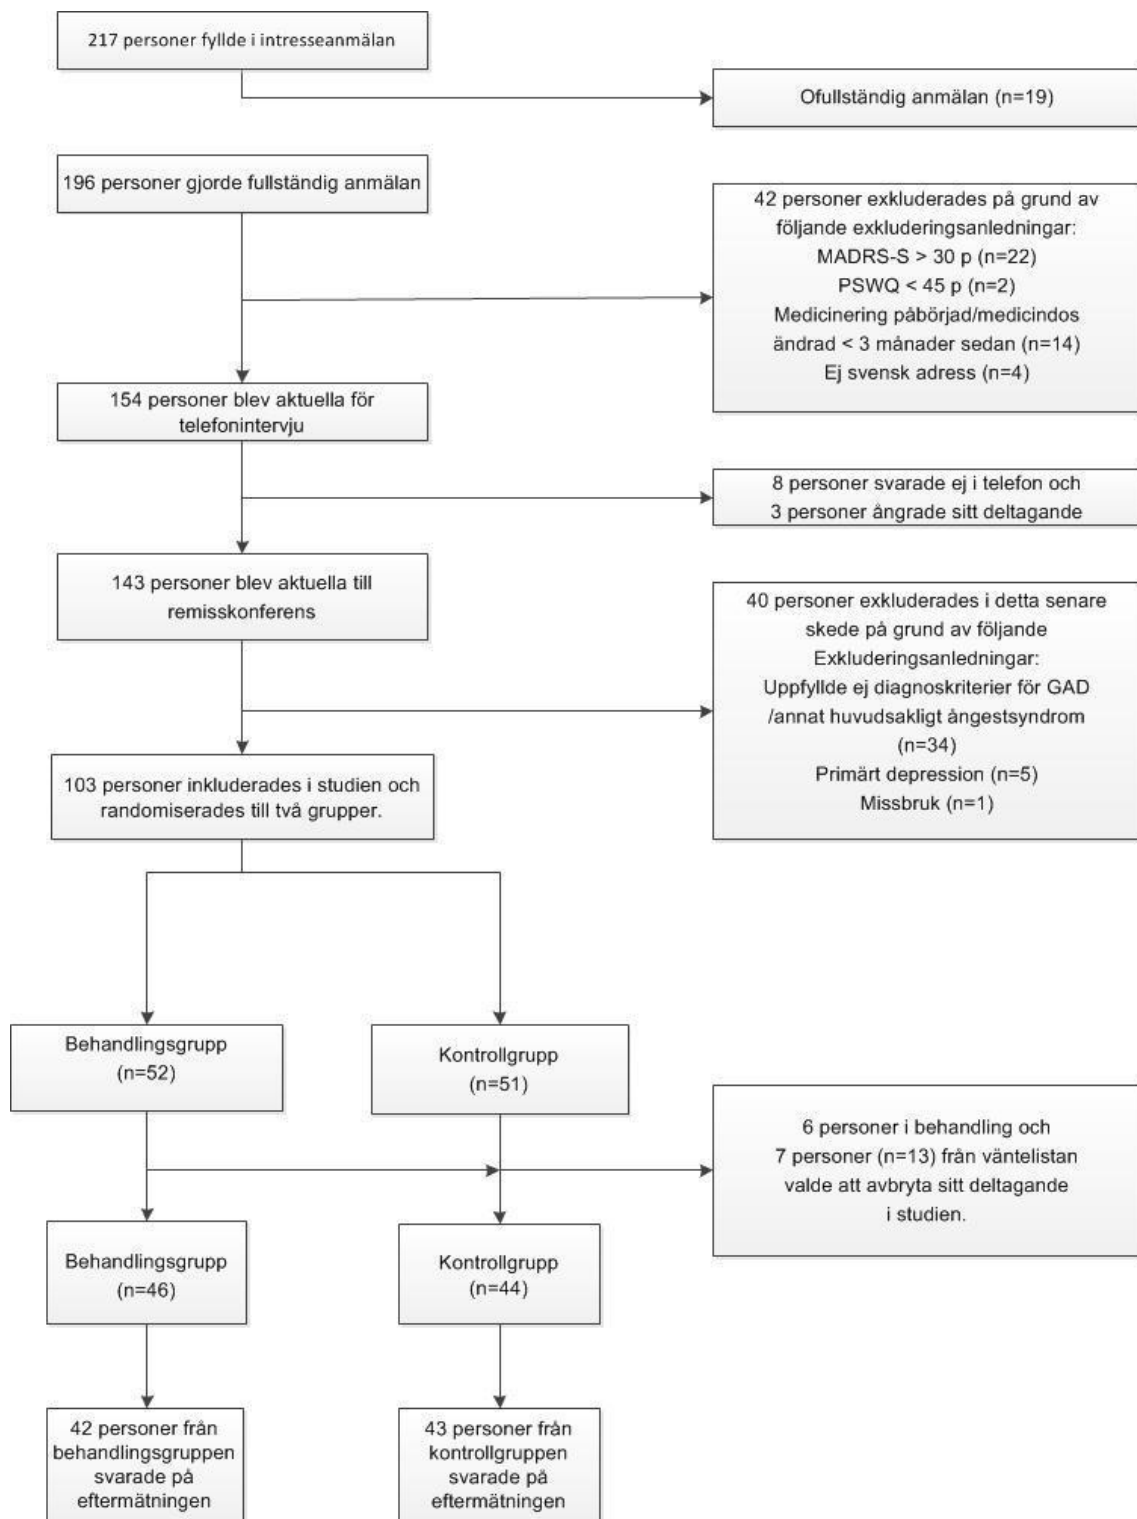 217 personer fyllde i intresseanmälan
Ofullständig anmälan (n=19)
196 personer gjorde fullständig anmälan
42 personer exkluderades på grund av
följande exkluderingsanledningar:
MADRS-S > 30 p (n=22)
PSWQ < 45 p (n=2)
Medicinering påbörjad/medicindos
ändrad < 3 månader sedan (n=14)
Ej svensk adress (n=4)
154 personer blev aktuella för
telefonintervju
8 personer svarade ej i telefon och
3 personer ångrade sitt deltagande
143 personer blev aktuella till
remisskonferens
40 personer exkluderades i detta senare
skede på grund av följande
Exkluderingsanledningar:
Uppfyllde ej diagnoskriterier för GAD
/annat huvudsakligt ångestsyndrom
(n=34)
Primärt depression (n=5)
Missbruk (n=1)
103 personer inkluderades i studien och
randomiserades till två grupper.
Behandlingsgrupp
(n=52)
Kontrollgrupp
(n=51)
6 personer i behandling och
7 personer (n=13) från väntelistan
valde att avbryta sitt deltagande
i studien.
Behandlingsgrupp
(n=46)
Kontrollgrupp
(n=44)
42 personer från
behandlingsgruppen
svarade på
eftermätningen
43 personer från
kontrollgruppen
svarade på
eftermätningen